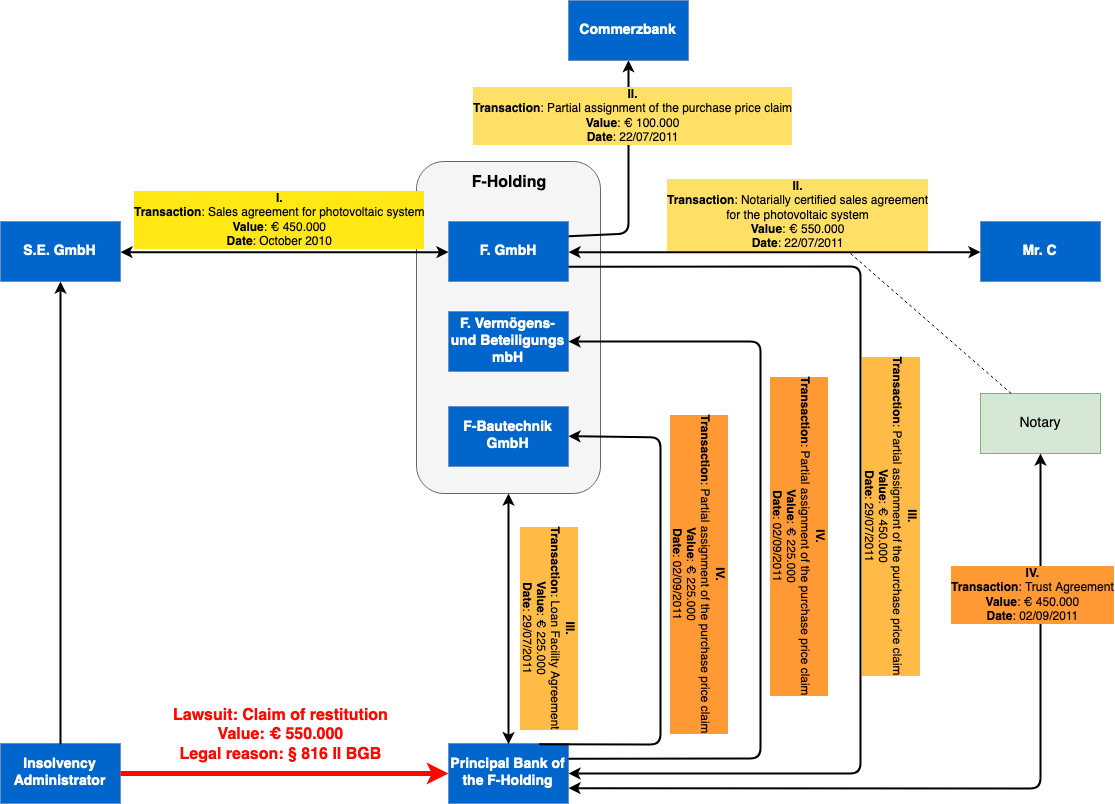 Commerzbank
II.
Transaction: Partial assignment of the purchase price claim
Value: € 100.000
Date: 22/07/2011
F-Holding
I.
Transaction: Sales agreement for photovoltaic system
Value: € 450.000
Date: October 2010
II.
Transaction: Notarially certified sales agreement
for the photovoltaic system
Value: € 550.000
Date: 22/07/2011
S.E. GmbH
F. GmbH
Mr. C
F. Vermögens-
und Beteiligungs
mbH
F-Bautechnik
GmbH
Notary
III.
Transaction: Loan Facility Agreement
Value: € 225.000
Date: 29/07/2011
IV.
Transaction: Partial assignment of the purchase price claim
Value: € 225.000
Date: 02/09/2011
IV.
Transaction: Partial assignment of the purchase price claim
Value: € 225.000
Date: 02/09/2011
III.
Transaction: Partial assignment of the purchase price claim
Value: € 450.000
Date: 29/07/2011
IV.
Transaction: Trust Agreement
Value: € 450.000
Date: 02/09/2011
Lawsuit: Claim of restitution
Value: € 550.000
Legal reason: § 816 II BGB
Insolvency
Administrator
Principal Bank of
the F-Holding